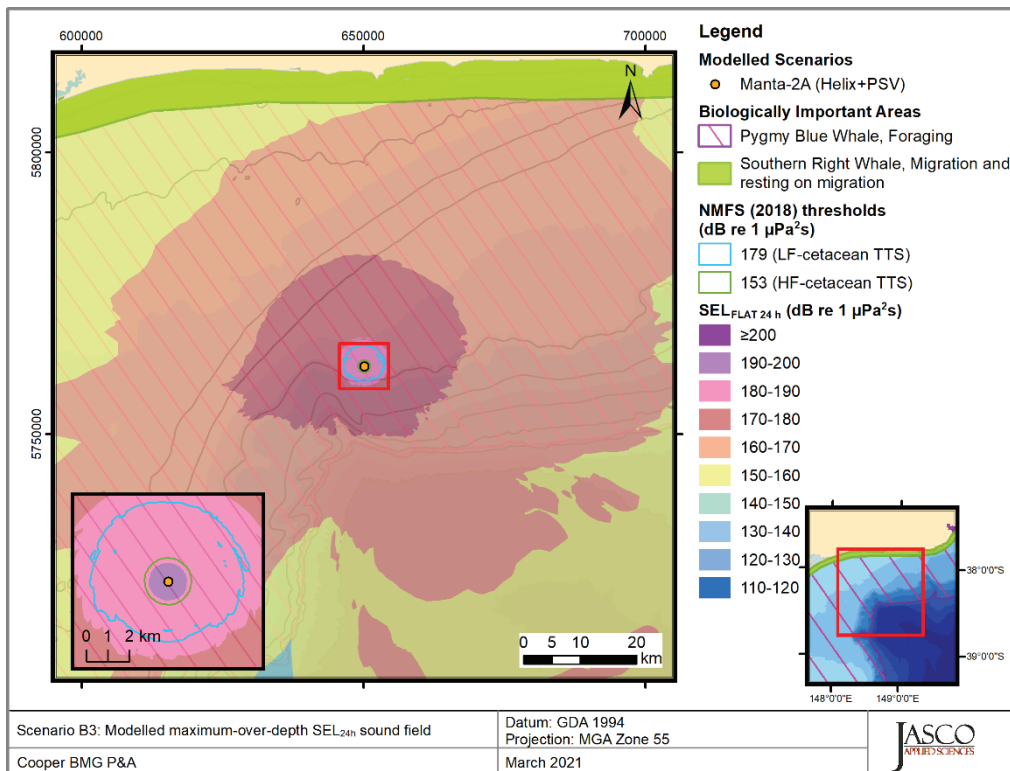 600000
650000
700000
5800000
5750000
N
0 1 2 km
0 5 10 20
km
Legend
Modelled Scenarios
Manta-2A (Helix+PSV)
Biologically Important Areas
Pygmy Blue Whale, Foraging
Southern Right Whale, Migration and
resting on migration
NMFS (2018) thresholds
(dB re 1 µPa²s)
179 (LF-cetacean TTS)
153 (HF-cetacean TTS)
SELFLAT 24 h (dB re 1 µPa²s)
≥200
190-200
180-190
170-180
160-170
150-160
140-150
130-140
120-130
110-120
38°0'0"S
39°0'0"S
148°0'0"E
149°0'0"E
Scenario B3: Modelled maximum-over-depth SEL24h sound field
Datum: GDA 1994
Projection: MGA Zone 55
Cooper BMG P&A
March 2021
JASCO
APPLIED SCIENCES